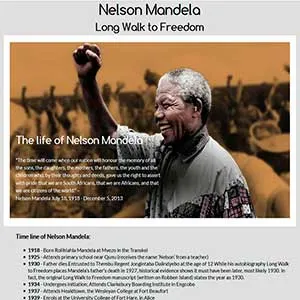 Nelson Mandela
Long Walk to Freedom
The life of Nelson Mandela
"The time will come when our nation will honour the memory of all
the sons, the daughters, the mothers, the fathers, the youth and the
children who, by their thoughts and deeds, gave us the right to assert
with pride that we are South Africans, that we are Africans, and that
we are citizens of the world." -
Nelson Mandela July 18, 1918 - December 5, 2013
Time line of Nelson Mandela:
1918 - Born Rolihlahla Mandela at Mvezo in the Transkei
1925 - Attends primary school near Qunu (receives the name 'Nelson' from a teacher)
1930 - Father dies Entrusted to Thembu Regent Jongintaba Dalindyebo at the age of 12 While his autobiography Long Walk
to Freedom places Mandela's father's death in 1927, historical evidence shows it must have been later, most likely 1930. In
fact, the original Long Walk to Freedom manuscript (written on Robben Island) states the year as 1930.
1934 - Undergoes initiation; Attends Clarkebury Boarding Institute in Engcobo
1937 - Attends Healdtown, the Wesleyan College at Fort Beaufort
1939 - Enrols at the University College of Fort Hare, in Alice